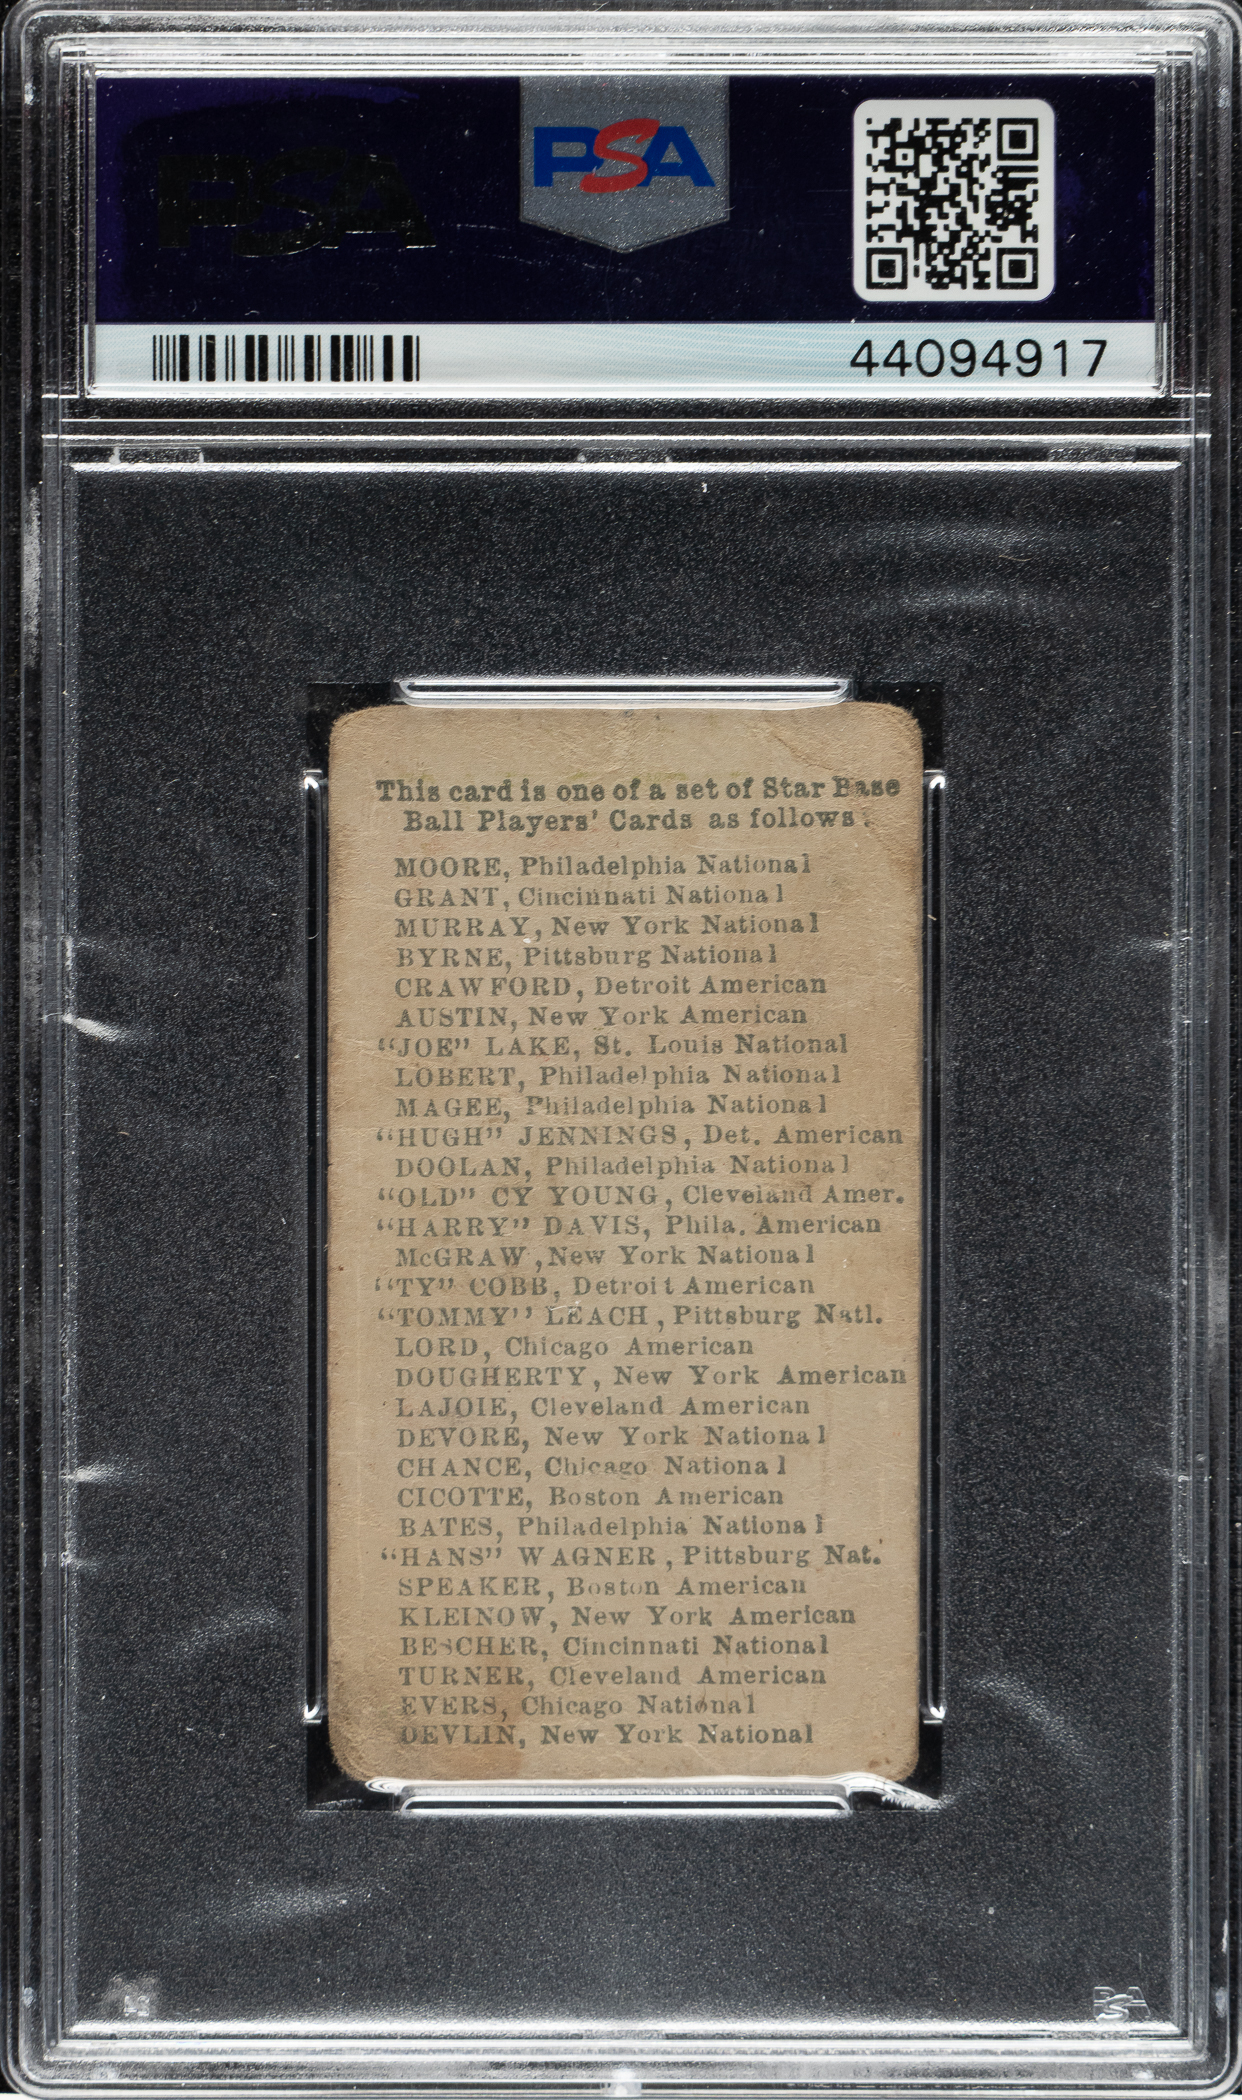 PSA
PSA
44094917
This card is one of a set of Star Base
Ball Players' Cards as follows:
MOORE, Philadelphia National
GRANT, Cincinnati National
MURRAY, New York National
BYRNE, Pittsburg National
CRAWFORD, Detroit American
AUSTIN, New York American
"JOE" LAKE, St. Louis National
LOBERT, Philadelphia National
MAGEE, Philadelphia National
"HUGH" JENNINGS, Det. American
DOOLAN, Philadelphia National
"OLD" CY YOUNG, Cleveland Amer.
"HARRY" DAVIS, Phila. American
McGRAW, New York National
"TY" COBB, Detroit American
"TOMMY" LEACH, Pittsburg Natl.
LORD, Chicago American
DOUGHERTY, New York American
LAJOIE, Cleveland American
DEVORE, New York National
CHANCE, Chicago National
CICOTTE, Boston American
BATES, Philadelphia National
"HANS" WAGNER, Pittsburg Nat.
SPEAKER, Boston American
KLEINOW, New York American
BESCHER, Cincinnati National
TURNER, Cleveland American
EVERS, Chicago National
DEVLIN, New York National
PSA